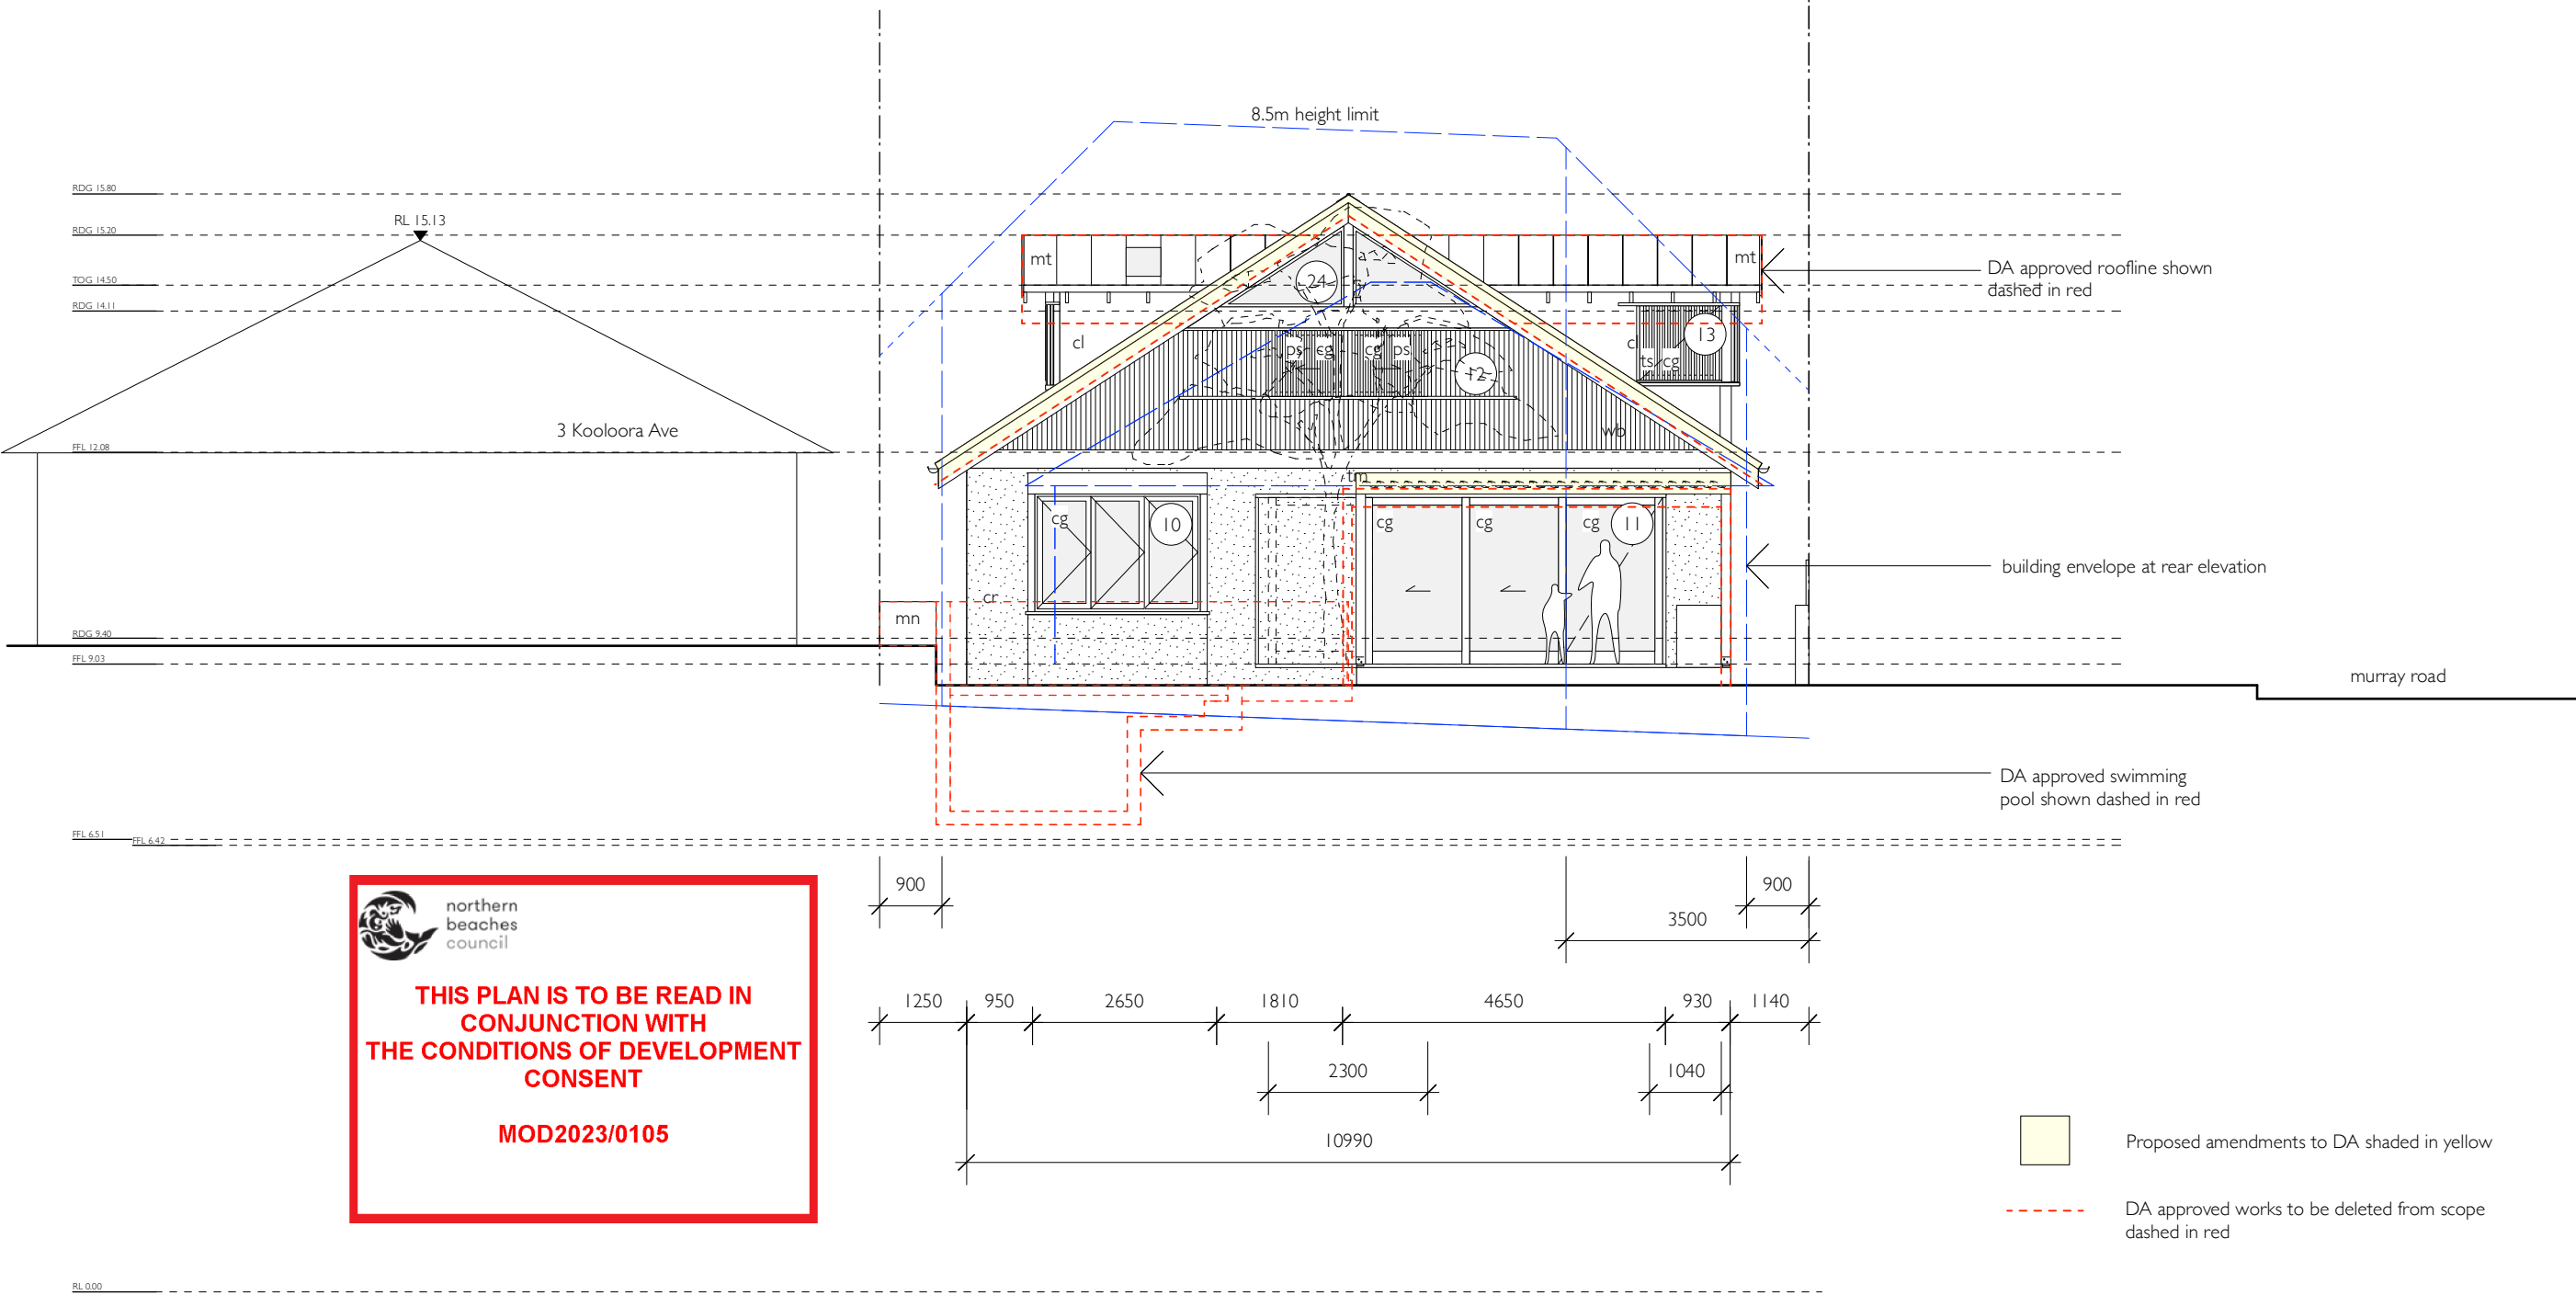 8.5m height limit
RDG 15.80
RL 15.13
RDG 15.20
mt
mt
24
DA approved roofline shown
dashed in red
TOG 14.50
RDG 14.11
cl
ps
cg
cg
ps
12
13
ts/cg
3 Kooloora Ave
FFL 12.08
wb
tm
cg
10
cg
cg
cg
11
building envelope at rear elevation
cr
mn
RDG 9.40
FFL 9.03
murray road
DA approved swimming
pool shown dashed in red
FFL 6.51
FFL 6.42
900
900
3500
northern
beaches
council
THIS PLAN IS TO BE READ IN
CONJUNCTION WITH
THE CONDITIONS OF DEVELOPMENT
CONSENT
MOD2023/0105
1250 950 2650 1810 4650 930 1140
2300 1040
10990
Proposed amendments to DA shaded in yellow
DA approved works to be deleted from scope
dashed in red
RL 0.00